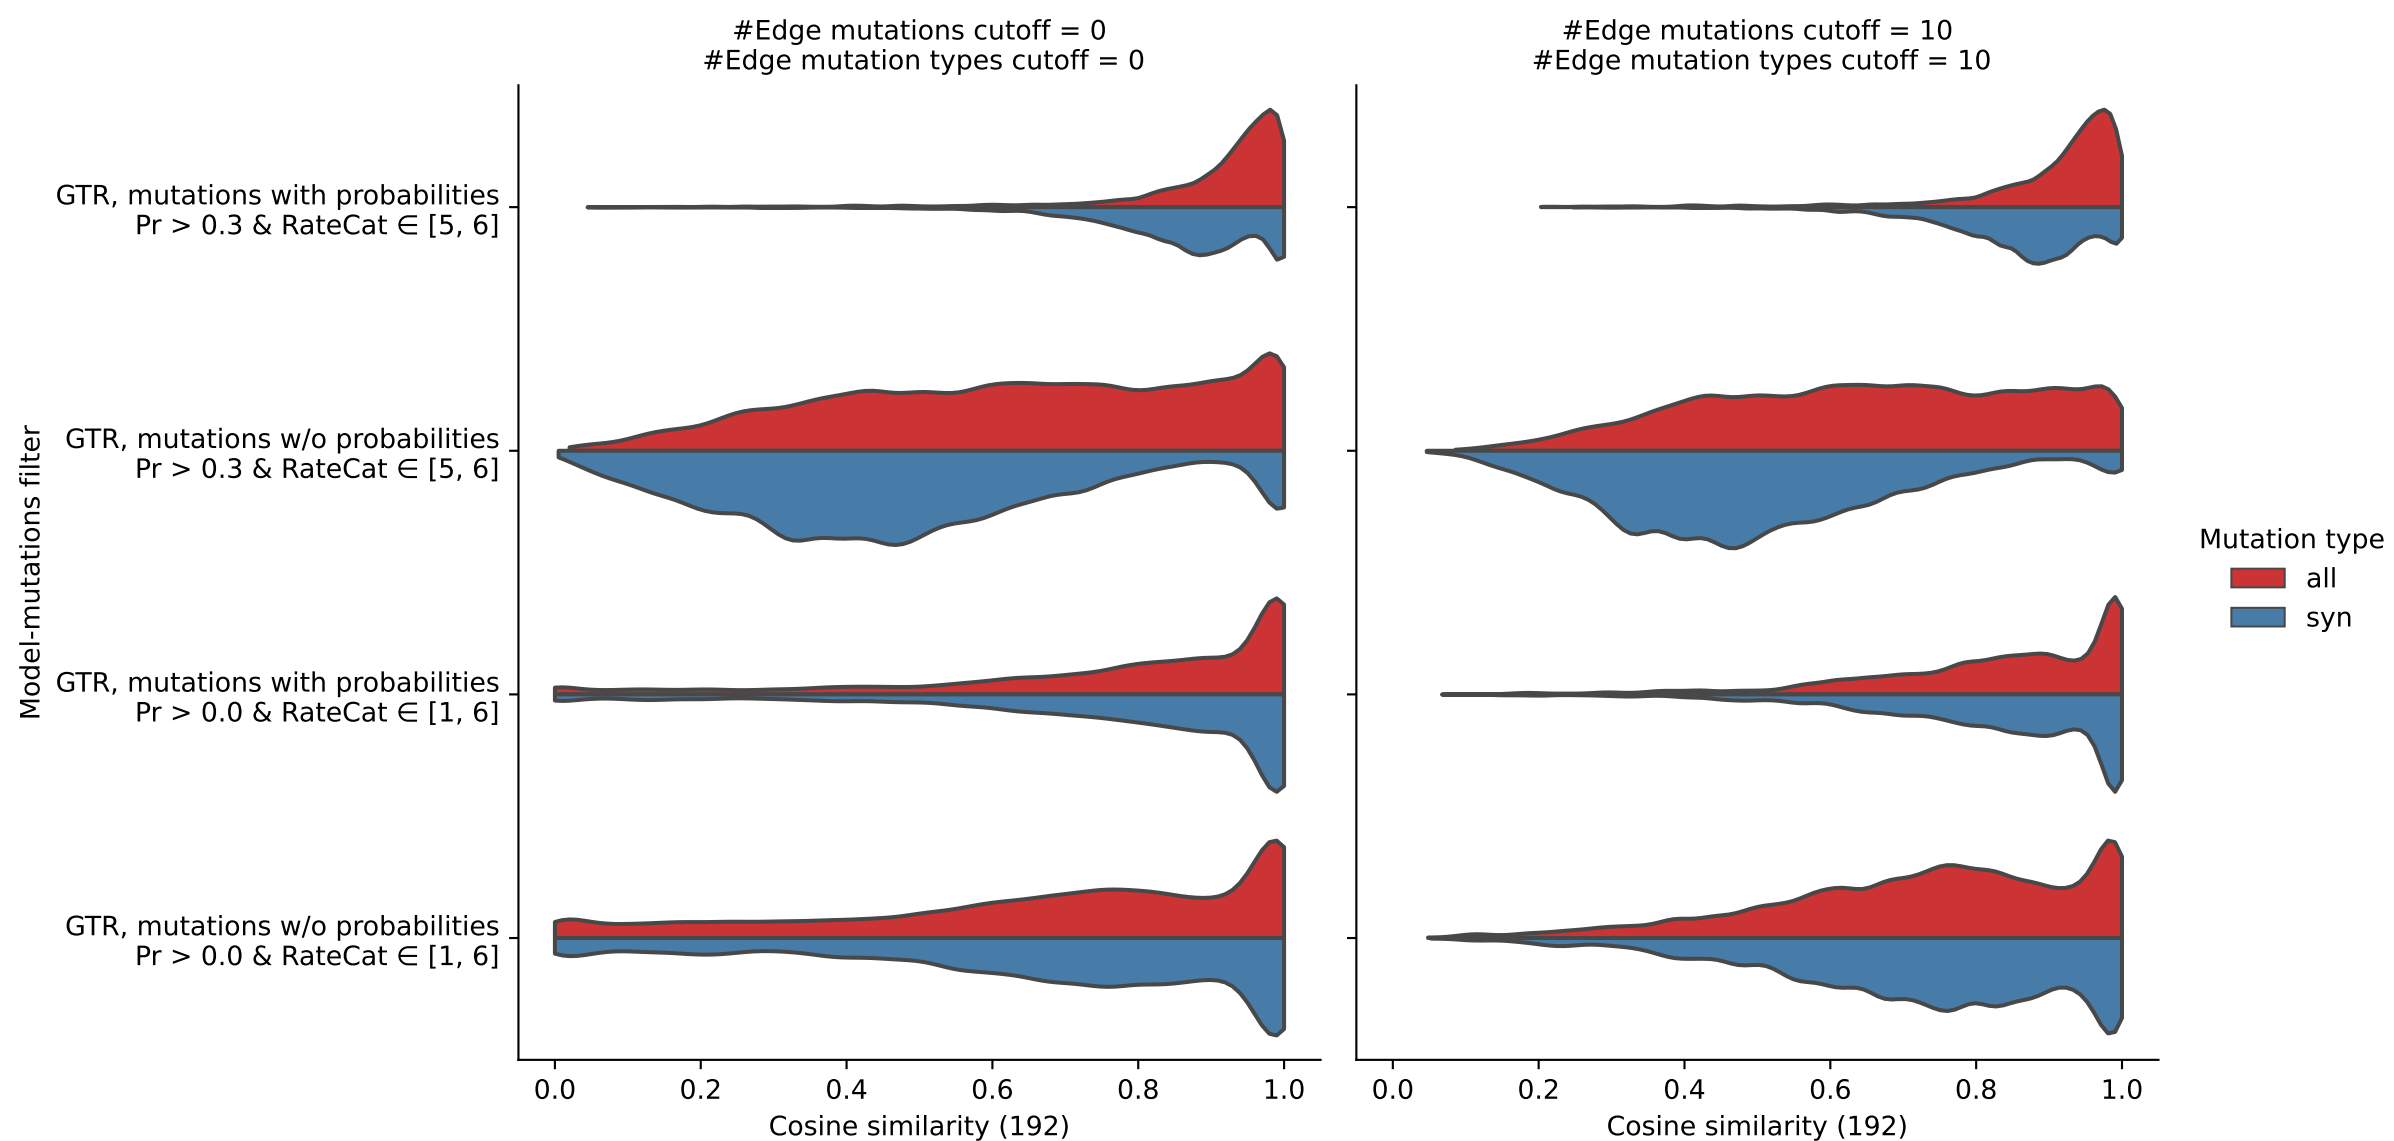 #Edge mutations cutoff = 0
#Edge mutation types cutoff = 0
#Edge mutations cutoff = 10
#Edge mutation types cutoff = 10
Model-mutations filter
GTR, mutations with probabilities
Pr > 0.3 & RateCat ∈ [5, 6]
GTR, mutations w/o probabilities
Pr > 0.3 & RateCat ∈ [5, 6]
GTR, mutations with probabilities
Pr > 0.0 & RateCat ∈ [1, 6]
GTR, mutations w/o probabilities
Pr > 0.0 & RateCat ∈ [1, 6]
0.0 0.2 0.4 0.6 0.8 1.0
Cosine similarity (192)
0.0 0.2 0.4 0.6 0.8 1.0
Cosine similarity (192)
Mutation type
all
syn